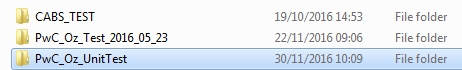 CABS_TEST 19/10/2016 14:53 File folder
PwC_Oz_Test_2016_05_23 22/11/2016 09:06 File folder
PwC_Oz_UnitTest 30/11/2016 10:09 File folder